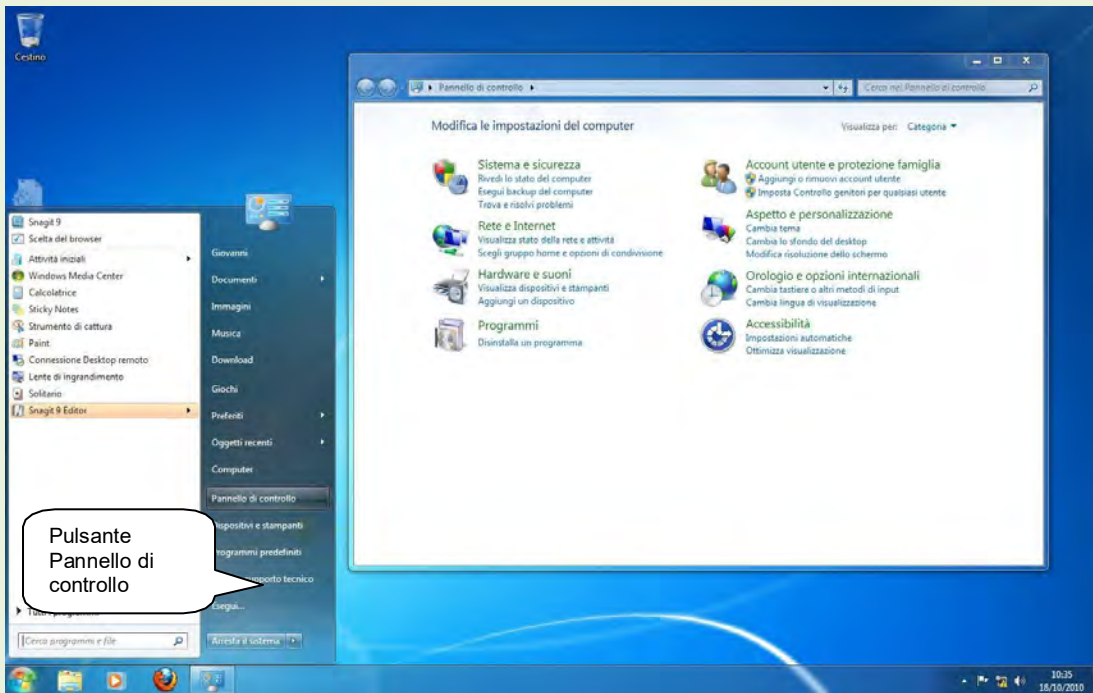 Cestino
Pannello di controllo
Cerca nel Pannello di controllo
Modifica le impostazioni del computer
Visualizza per: Categoria
Sistema e sicurezza
Rivedi lo stato del computer
Esegui backup del computer
Trova e risolvi problemi
Rete e Internet
Visualizza stato della rete e attività
Scegli gruppo home e opzioni di condivisione
Hardware e suoni
Visualizza dispositivi e stampanti
Aggiungi un dispositivo
Programmi
Disinstalla un programma
Account utente e protezione famiglia
Aggiungi o rimuovi account utente
Imposta Controllo genitori per qualsiasi utente
Aspetto e personalizzazione
Cambia tema
Cambia lo sfondo del desktop
Modifica risoluzione dello schermo
Orologio e opzioni internazionali
Cambia tastiere o altri metodi di input
Cambia lingua di visualizzazione
Accessibilità
Impostazioni automatiche
Ottimizza visualizzazione
Snagit 9
Scelta del browser
Attività iniziali
Windows Media Center
Calcolatrice
Sticky Notes
Strumento di cattura
Paint
Connessione Desktop remoto
Lente di ingrandimento
Solitario
Snagit 9 Editor
Cerca programmi e file
Giovanni
Documenti
Immagini
Musica
Download
Giochi
Preferiti
Oggetti recenti
Computer
Pannello di controllo
Dispositivi e stampanti
Programmi predefiniti
supporto tecnico
Esegui...
Arresta il sistema
Pulsante
Pannello di
controllo
10:35
16/10/2010